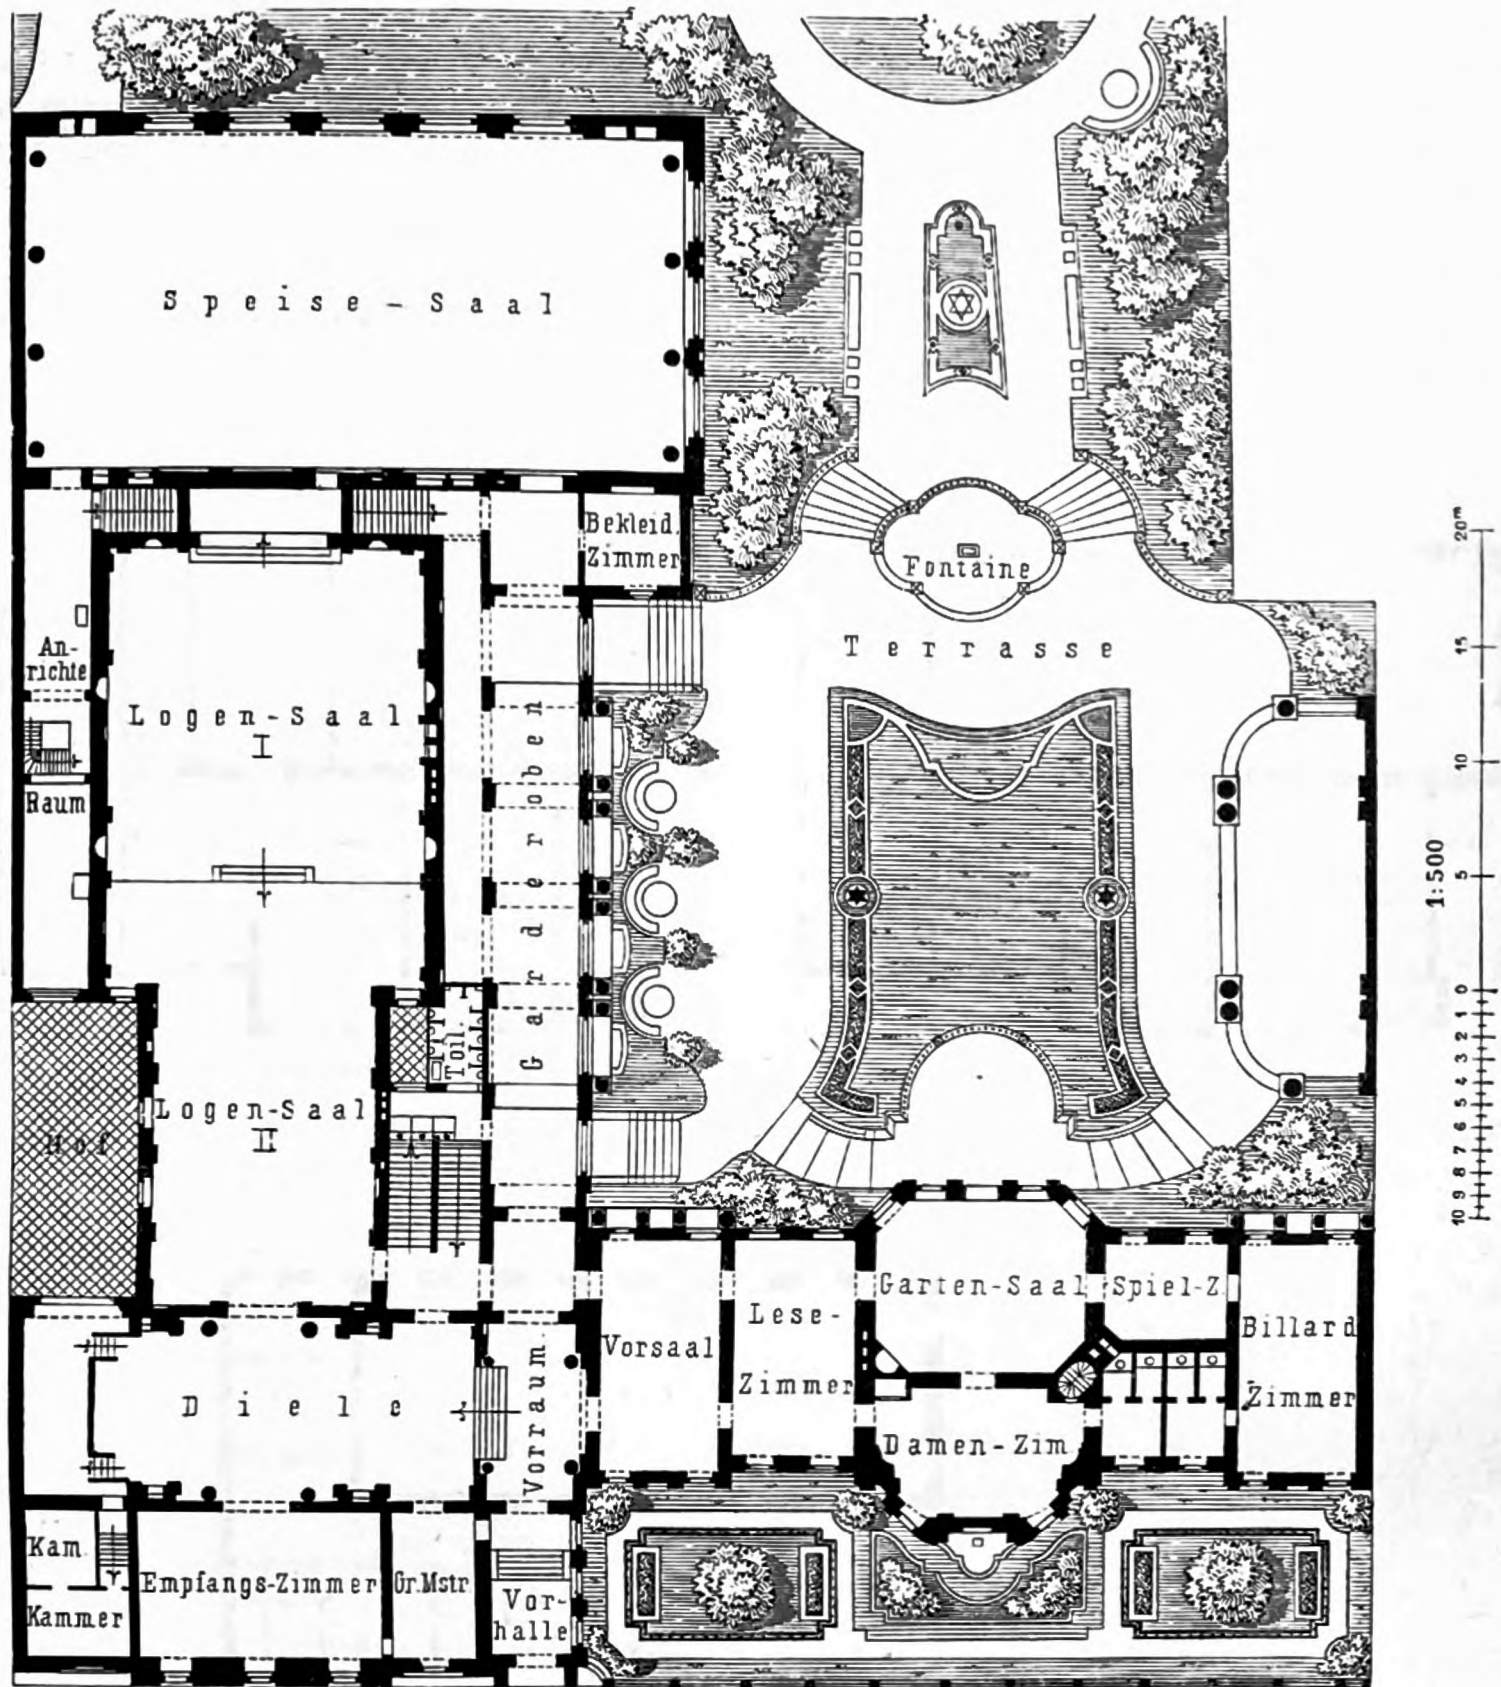 Speise-Saal
Bekleid.
Zimmer
Fontaine
Terrasse
An-
richte
Logen-Saal
I
Raum
Garderoben
Toil.
Logen-Saal
II
Hof
Garten-Saal
Spiel-Z.
Lese-
Zimmer
Vorsaal
Billard
Zimmer
Diele
Vorraum.
Damen-Zim.
Kam.
Kammer
Empfangs-Zimmer
Gr.Mstr.
Vor-
halle
1:500
20m
15
10
5
0
1
2
3
4
5
6
7
8
9
10